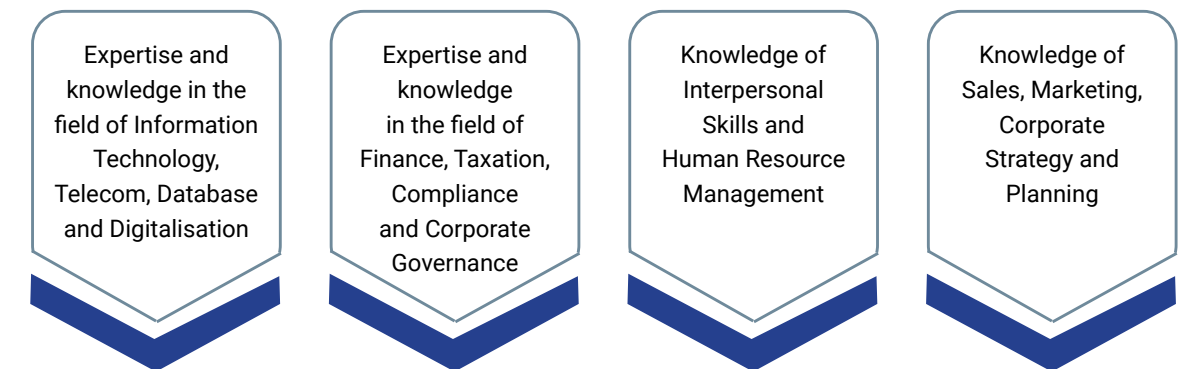 Expertise and
knowledge in the
field of Information
Technology,
Telecom, Database
and Digitalisation
Expertise and
knowledge
in the field of
Finance, Taxation,
Compliance
and Corporate
Governance
Knowledge of
Interpersonal
Skills and
Human Resource
Management
Knowledge of
Sales, Marketing,
Corporate
Strategy and
Planning